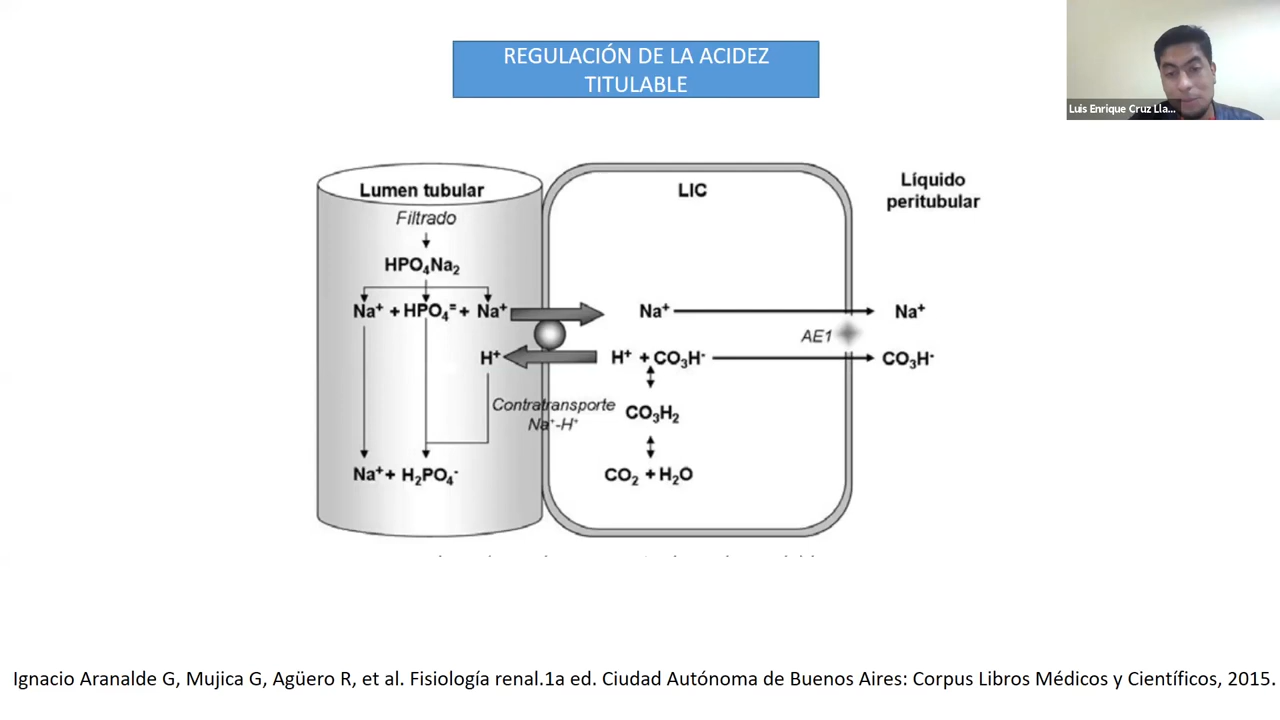 REGULACIÓN DE LA ACIDEZ
TITULABLE
Luis Enrique Cruz Lla...
Lumen tubular
LIC
Líquido
peritubular
Filtrado
HPO₄Na₂
Na⁺ + HPO₄⁼ + Na⁺
Na⁺
Na⁺
AE1
H⁺
H⁺ + CO₃H⁻
CO₃H⁻
Contratransporte
Na⁺-H⁺
CO₃H₂
Na⁺ + H₂PO₄⁻
CO₂ + H₂O
Ignacio Aranalde G, Mujica G, Agüero R, et al. Fisiología renal.1a ed. Ciudad Autónoma de Buenos Aires: Corpus Libros Médicos y Científicos, 2015.